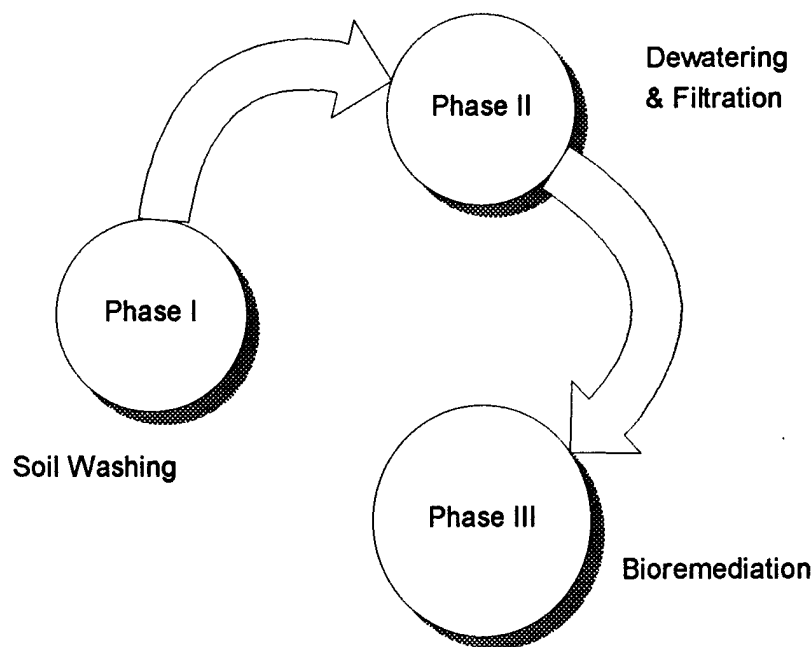 Dewatering
& Filtration
Phase II
Phase I
Soil Washing
Phase III
Bioremediation